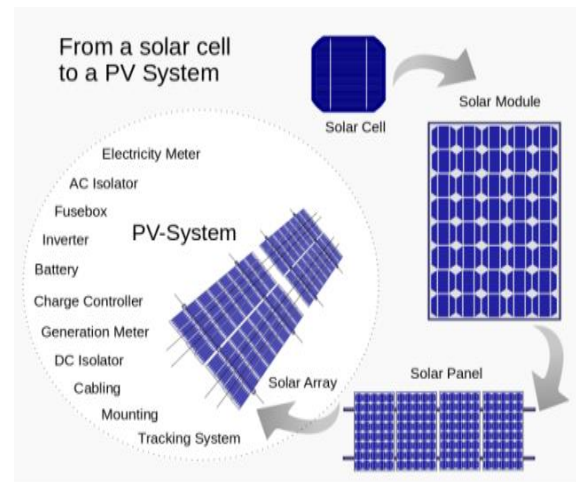 From a solar cell
to a PV System
Solar Cell
Solar Module
Electricity Meter
AC Isolator
Fusebox
Inverter
PV-System
Battery
Charge Controller
Generation Meter
DC Isolator
Cabling
Mounting
Tracking System
Solar Array
Solar Panel